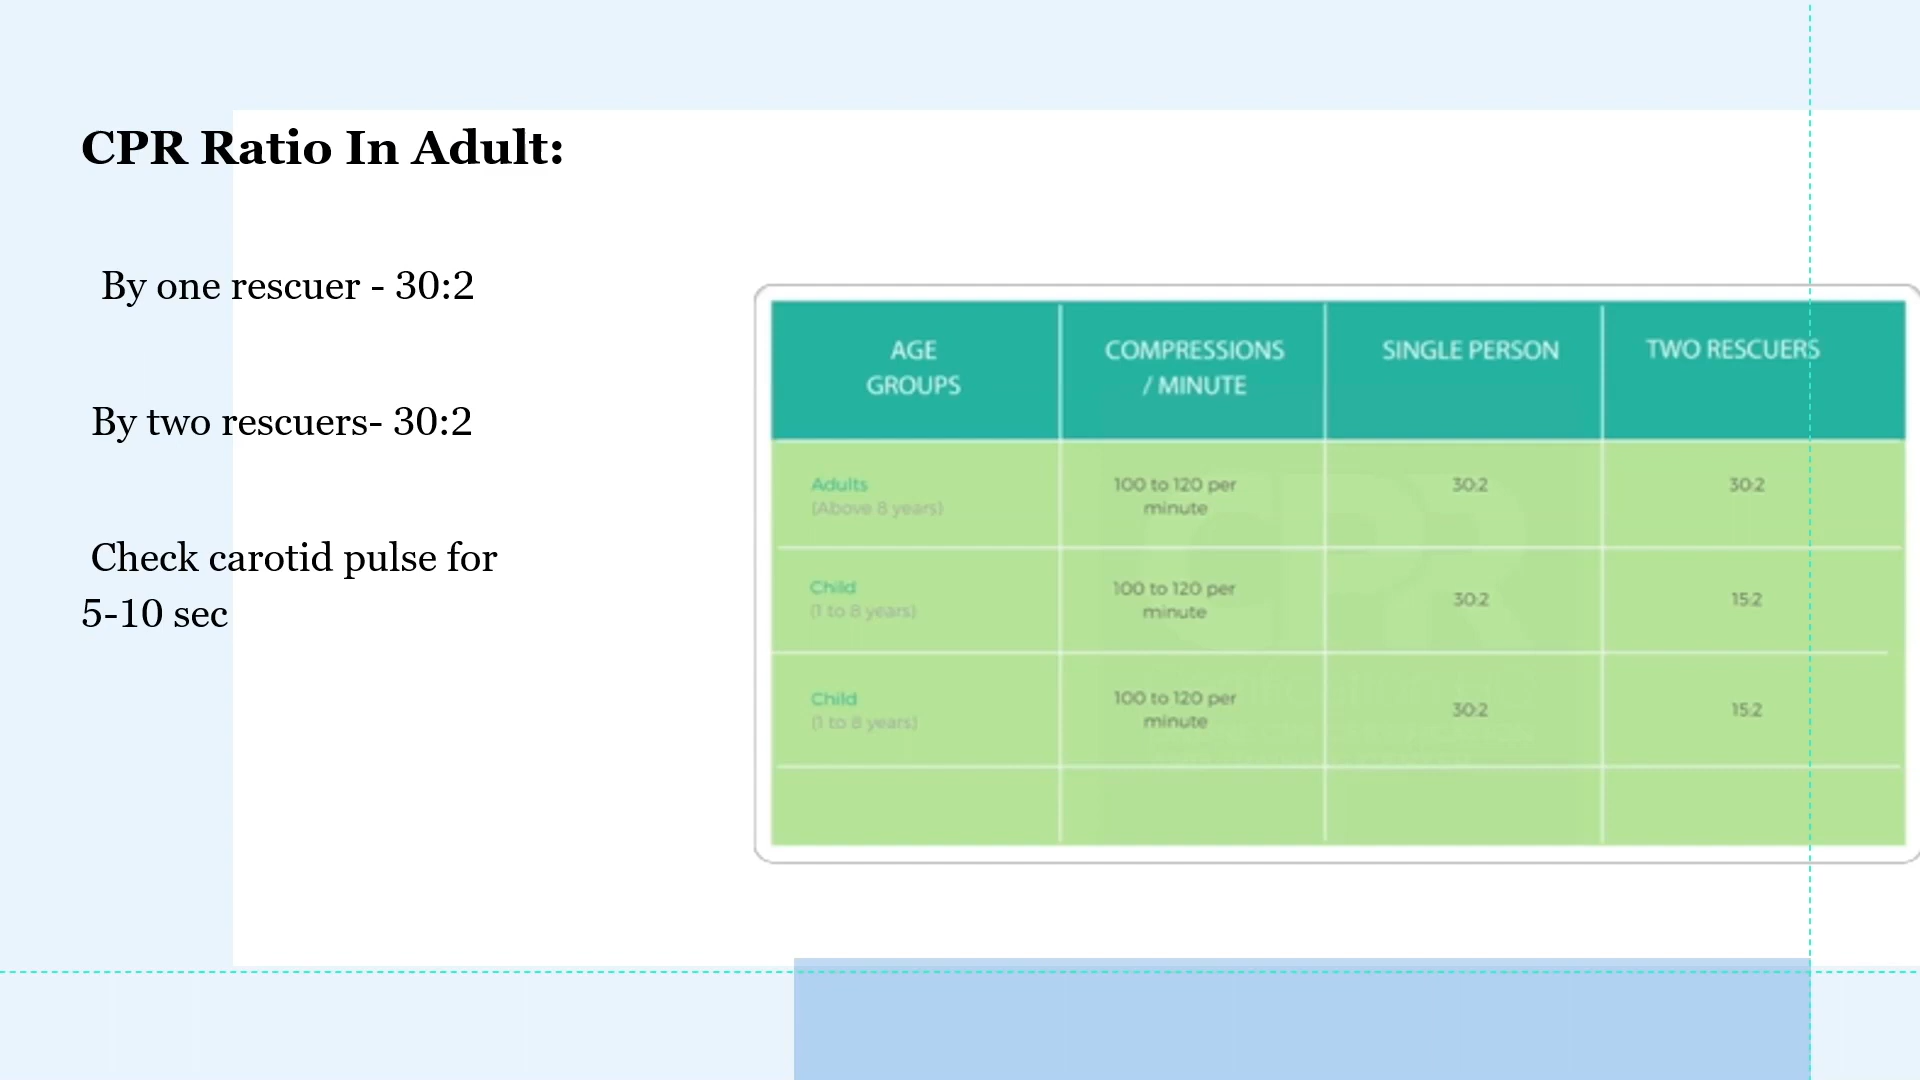 CPR Ratio In Adult:
By one rescuer - 30:2
By two rescuers- 30:2
Check carotid pulse for
5-10 sec
AGE GROUPS
COMPRESSIONS / MINUTE
SINGLE PERSON
TWO RESCUERS
Adults
(Above 8 years)
100 to 120 per
minute
30:2
30:2
Child
(1 to 8 years)
100 to 120 per
minute
30:2
15:2
Child
(1 to 8 years)
100 to 120 per
minute
30:2
15:2
CPR